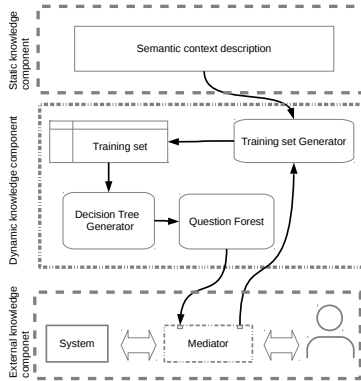 Static knowledge
component
Semantic context description
Dynamic knowledge component
Training set
Training set Generator
Decision Tree
Generator
Question Forest
External knowledge
componet
System
Mediator